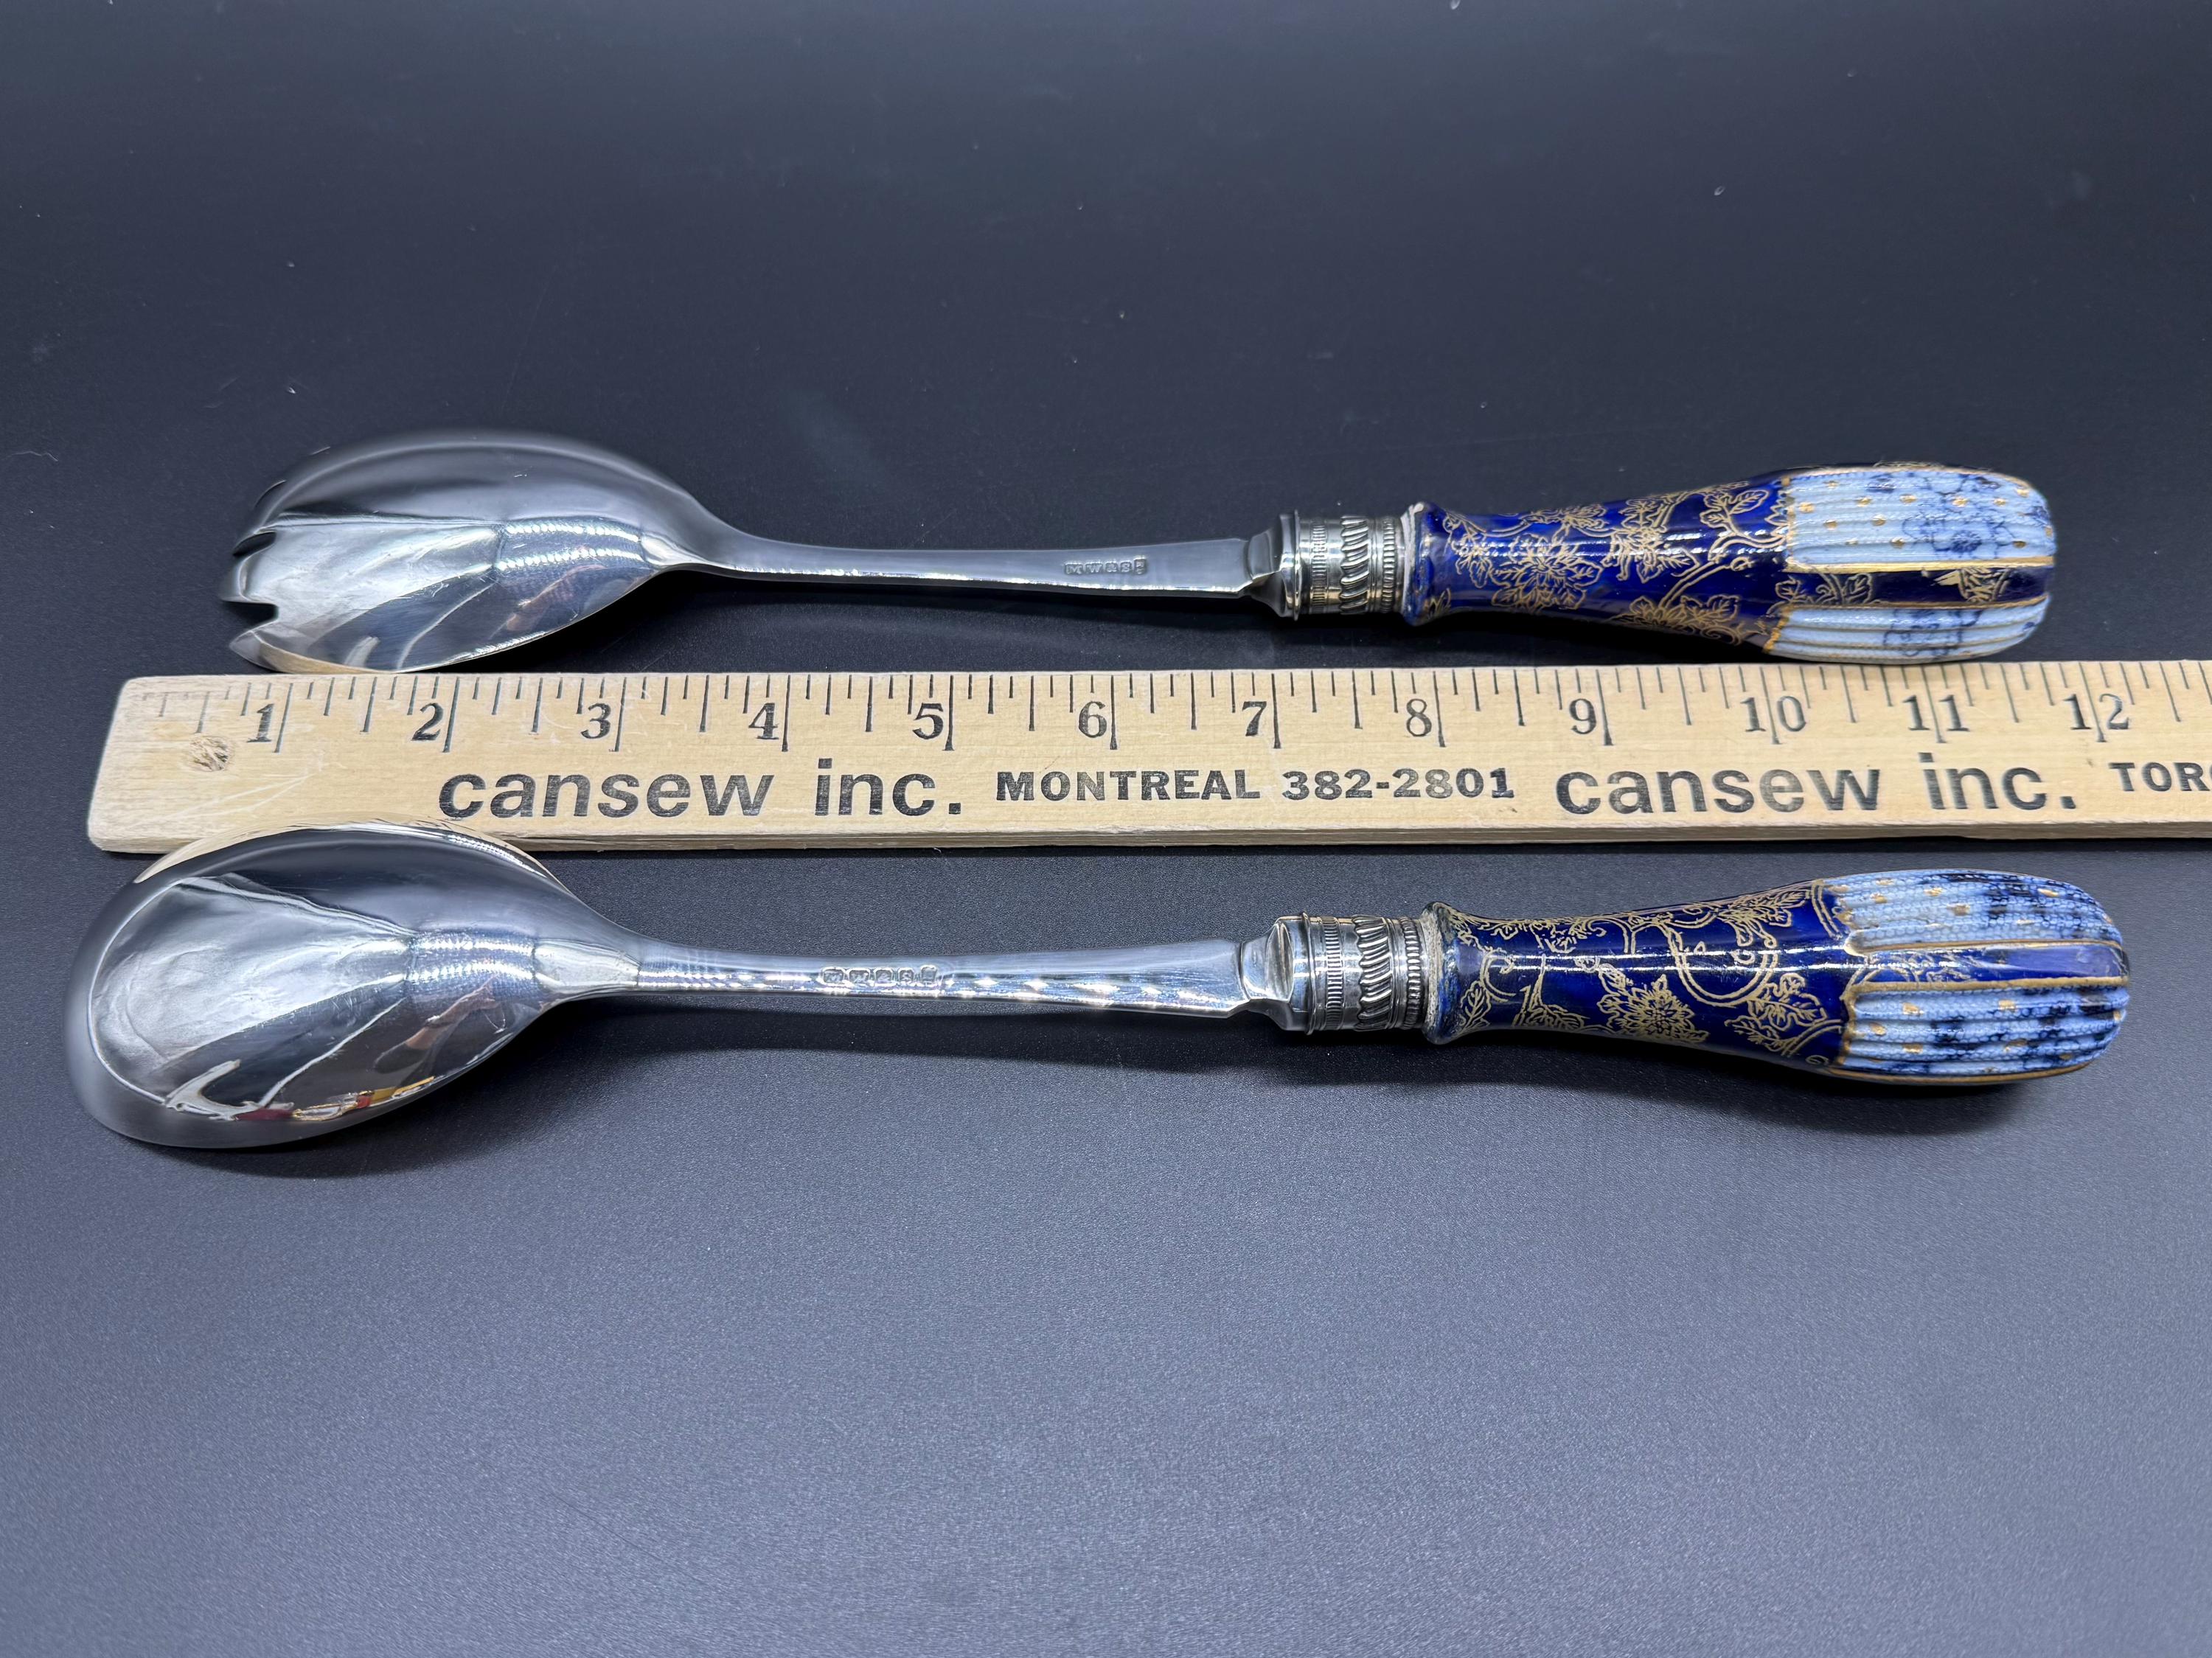 1 2 3 4 5 6 7 8 9 10 11 12
cansew inc. MONTREAL 382-2801 cansew inc. TOR